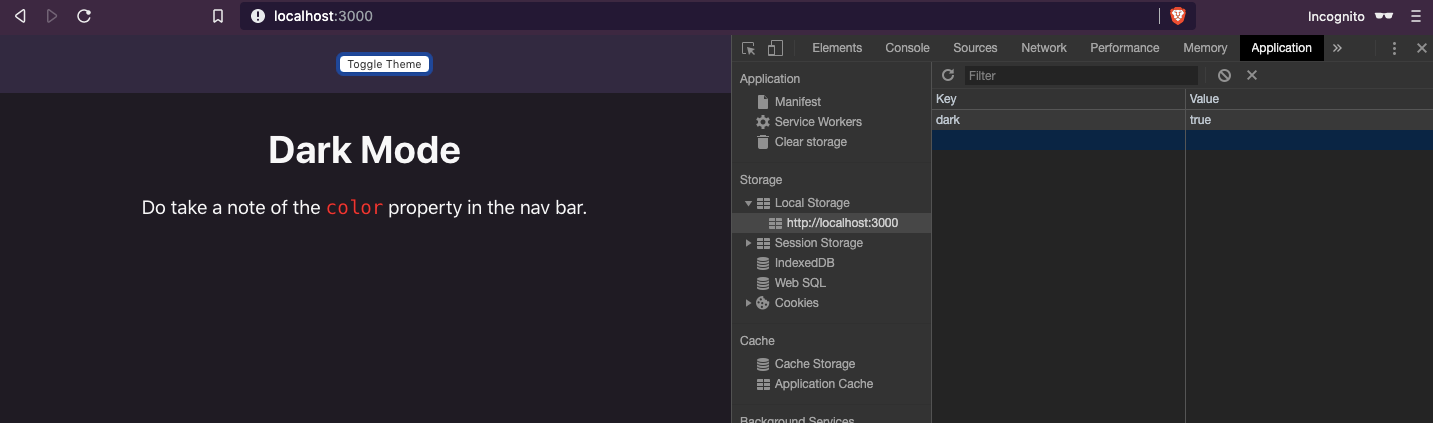 localhost:3000
Incognito
Toggle Theme
Dark Mode
Do take a note of the color property in the nav bar.
Elements Console Sources Network Performance Memory Application »
Application
Manifest
Service Workers
Clear storage
Storage
Local Storage
http://localhost:3000
Session Storage
IndexedDB
Web SQL
Cookies
Cache
Cache Storage
Application Cache
Background Services
Filter
Key Value
dark true